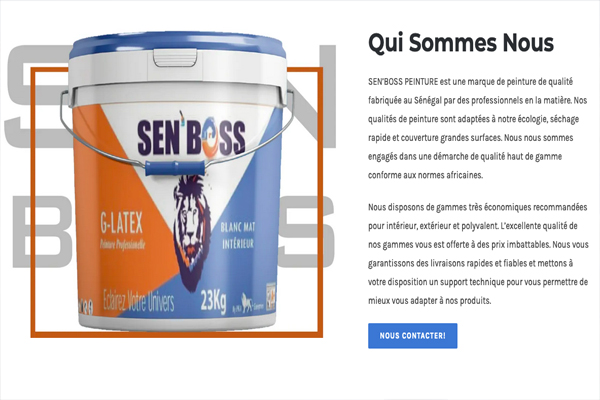 SEN
BOSS
SEN'BOSS
G-LATEX
Peinture Professionnelle
BLANC MAT
INTÉRIEUR
Eclairez Votre Univers
23Kg
Qui Sommes Nous
SEN'BOSS PEINTURE est une marque de peinture de qualité
fabriquée au Sénégal par des professionnels en la matière. Nos
qualités de peinture sont adaptées à notre écologie, séchage
rapide et couverture grandes surfaces. Nous nous sommes
engagés dans une démarche de qualité haut de gamme
conforme aux normes africaines.
Nous disposons de gammes très économiques recommandées
pour intérieur, extérieur et polyvalent. L'excellente qualité de
nos gammes vous est offerte à des prix imbattables. Nous vous
garantissons des livraisons rapides et fiables et mettons à
votre disposition un support technique pour vous permettre de
mieux vous adapter à nos produits.
NOUS CONTACTER!